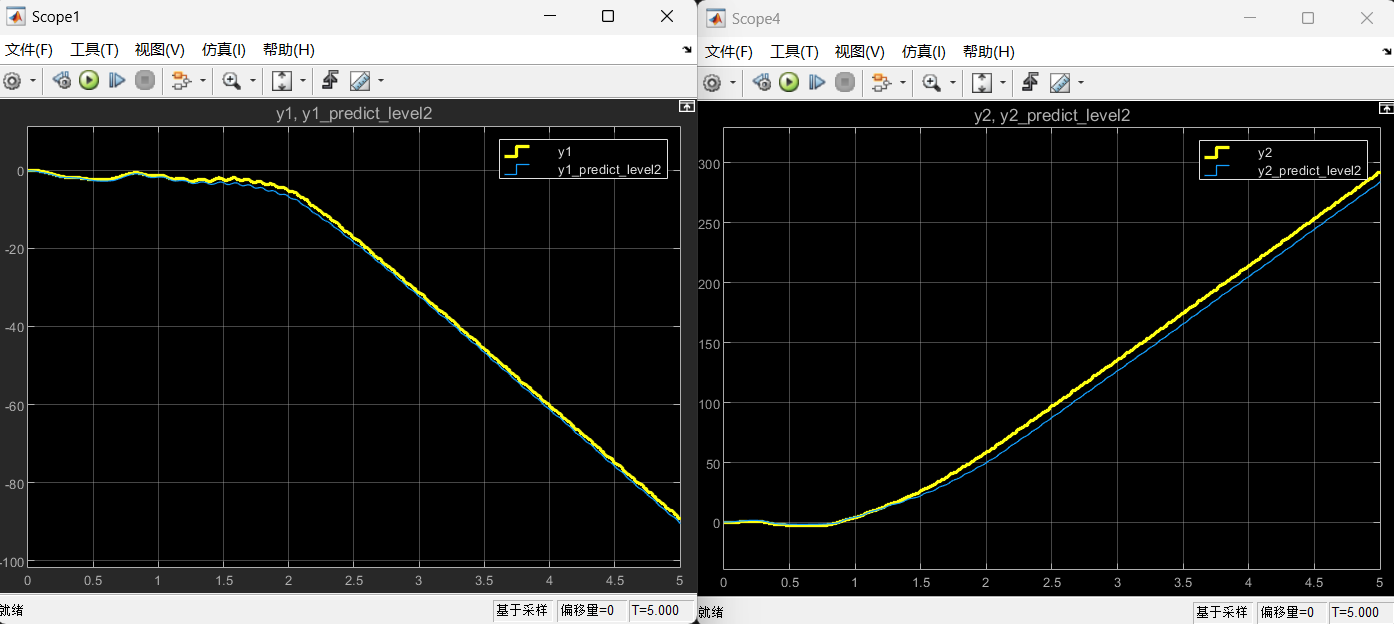 Scope1
文件(F) 工具(T) 视图(V) 仿真(I) 帮助(H)
y1, y1_predict_level2
y1
y1_predict_level2
0
-20
-40
-60
-80
-100
0 0.5 1 1.5 2 2.5 3 3.5 4 4.5 5
就绪 基于采样 偏移量=0 T=5.000
Scope4
文件(F) 工具(T) 视图(V) 仿真(I) 帮助(H)
y2, y2_predict_level2
y2
y2_predict_level2
300
250
200
150
100
50
0
0 0.5 1 1.5 2 2.5 3 3.5 4 4.5 5
就绪 基于采样 偏移量=0 T=5.000